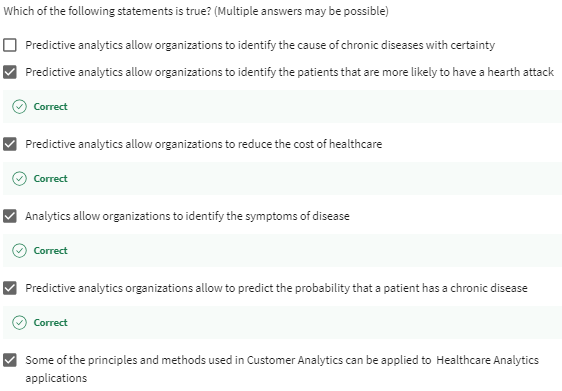 Which of the following statements is true? (Multiple answers may be possible)
Predictive analytics allow organizations to identify the cause of chronic diseases with certainty
Predictive analytics allow organizations to identify the patients that are more likely to have a hearth attack
Correct
Predictive analytics allow organizations to reduce the cost of healthcare
Correct
Analytics allow organizations to identify the symptoms of disease
Correct
Predictive analytics organizations allow to predict the probability that a patient has a chronic disease
Correct
Some of the principles and methods used in Customer Analytics can be applied to Healthcare Analytics
applications